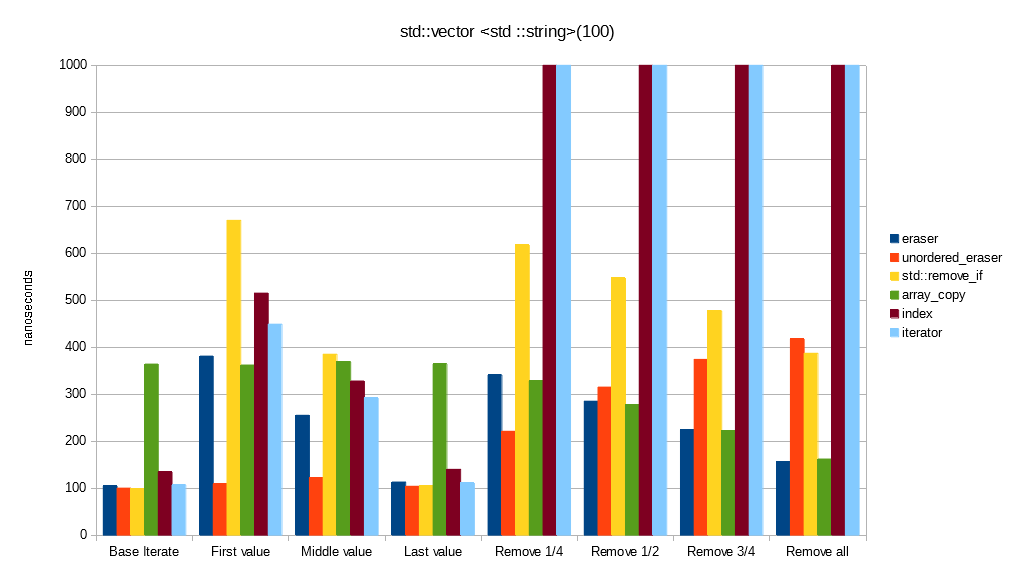 std::vector <std ::string>(100)
1000
900
800
700
600
500
400
300
200
100
0
nanoseconds
Base Iterate
First value
Middle value
Last value
Remove 1/4
Remove 1/2
Remove 3/4
Remove all
eraser
unordered_eraser
std::remove_if
array_copy
index
iterator